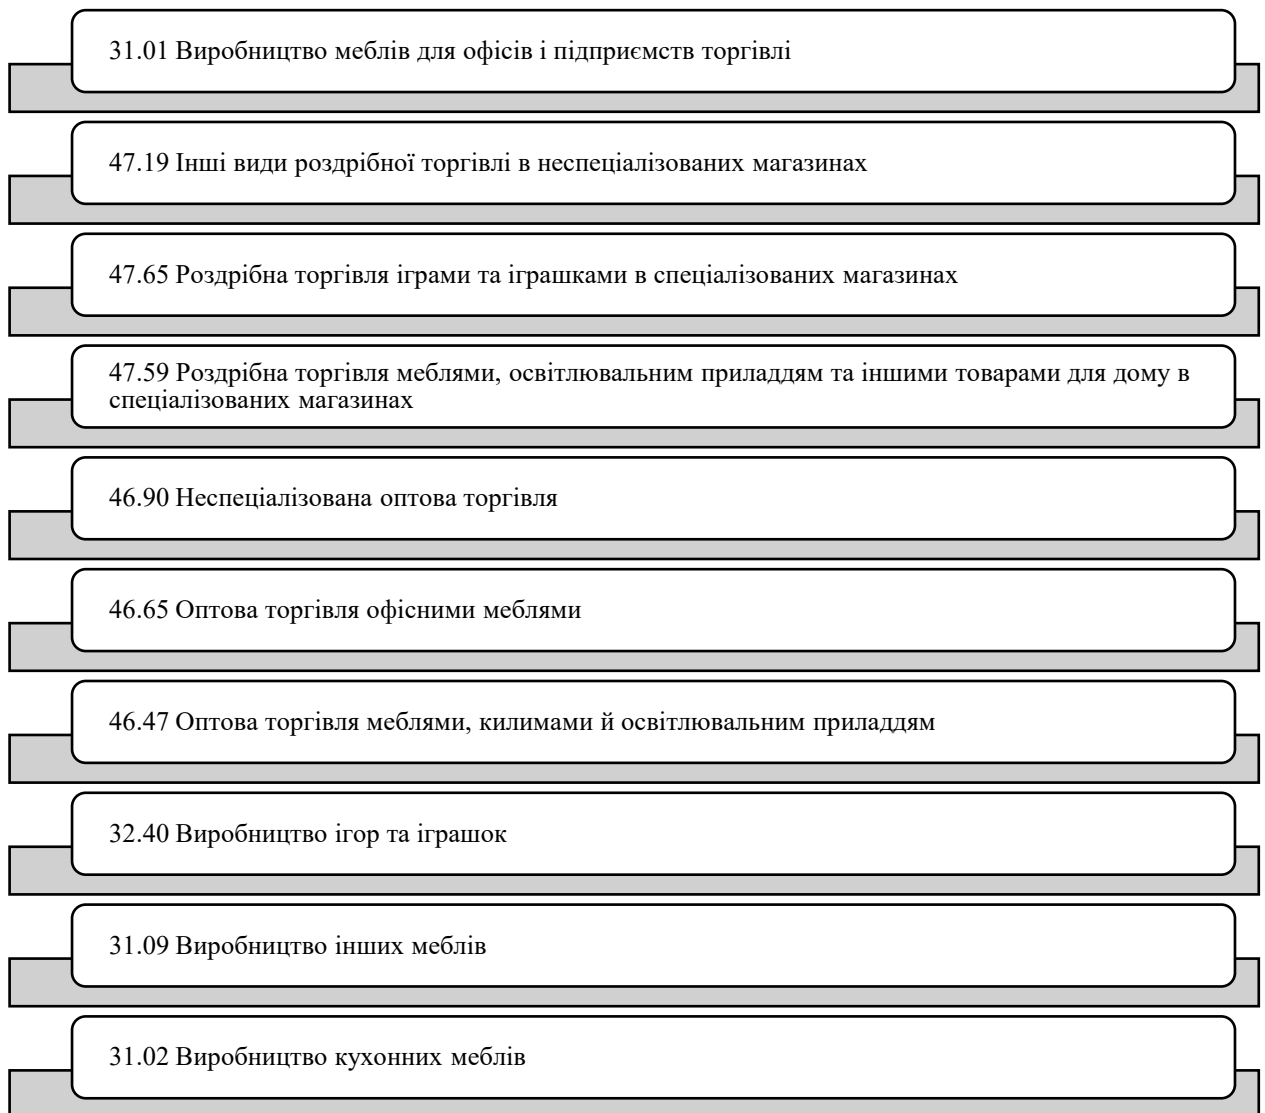 31.01 Виробництво меблів для офісів і підприємств торгівлі
47.19 Інші види роздрібної торгівлі в неспеціалізованих магазинах
47.65 Роздрібна торгівля іграми та іграшками в спеціалізованих магазинах
47.59 Роздрібна торгівля меблями, освітлювальним приладдям та іншими товарами для дому в
спеціалізованих магазинах
46.90 Неспеціалізована оптова торгівля
46.65 Оптова торгівля офісними меблями
46.47 Оптова торгівля меблями, килимами й освітлювальним приладдям
32.40 Виробництво ігор та іграшок
31.09 Виробництво інших меблів
31.02 Виробництво кухонних меблів